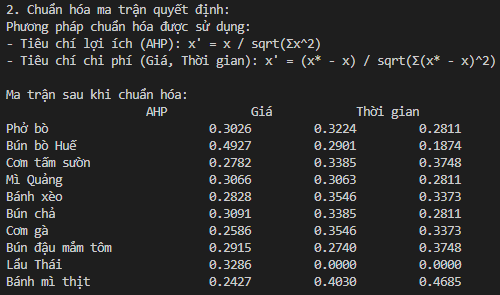 2. Chuẩn hóa ma trận quyết định:
Phương pháp chuẩn hóa được sử dụng:
- Tiêu chí lợi ích (AHP): x' = x / sqrt(Σx^2)
- Tiêu chí chi phí (Giá, Thời gian): x' = (x* - x) / sqrt(Σ(x* - x)^2)
Ma trận sau khi chuẩn hóa:
AHP Giá Thời gian
Phở bò 0.3026 0.3224 0.2811
Bún bò Huế 0.4927 0.2901 0.1874
Cơm tấm sườn 0.2782 0.3385 0.3748
Mì Quảng 0.3066 0.3063 0.2811
Bánh xèo 0.2828 0.3546 0.3373
Bún chả 0.3091 0.3385 0.2811
Cơm gà 0.2586 0.3546 0.3373
Bún đậu mắm tôm 0.2915 0.2740 0.3748
Lẩu Thái 0.3286 0.0000 0.0000
Bánh mì thịt 0.2427 0.4030 0.4685